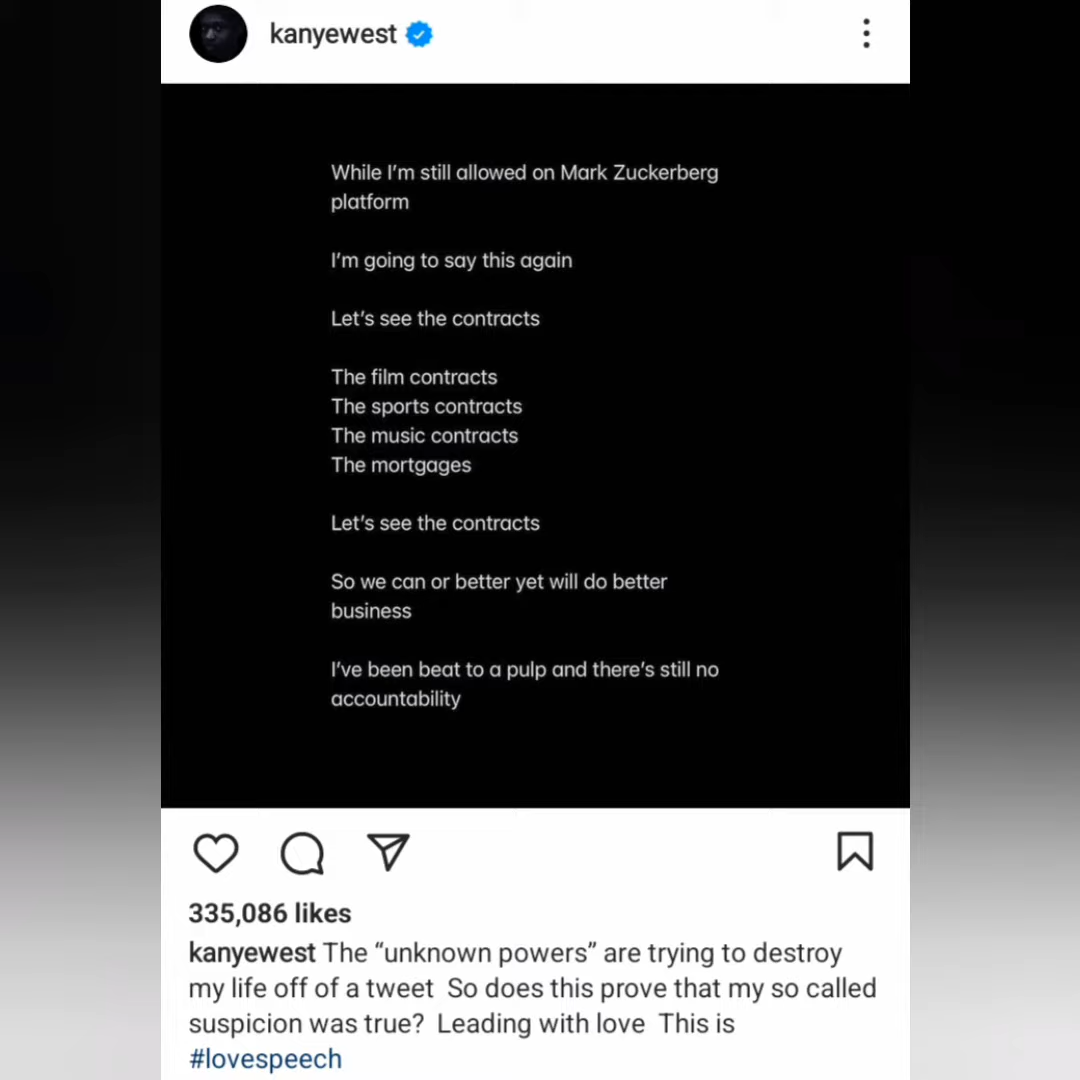 kanyewest
While I’m still allowed on Mark Zuckerberg
platform
I’m going to say this again
Let’s see the contracts
The film contracts
The sports contracts
The music contracts
The mortgages
Let’s see the contracts
So we can or better yet will do better
business
I’ve been beat to a pulp and there’s still no
accountability
335,086 likes
kanyewest The “unknown powers” are trying to destroy
my life off of a tweet  So does this prove that my so called
suspicion was true?  Leading with love  This is
#lovespeech